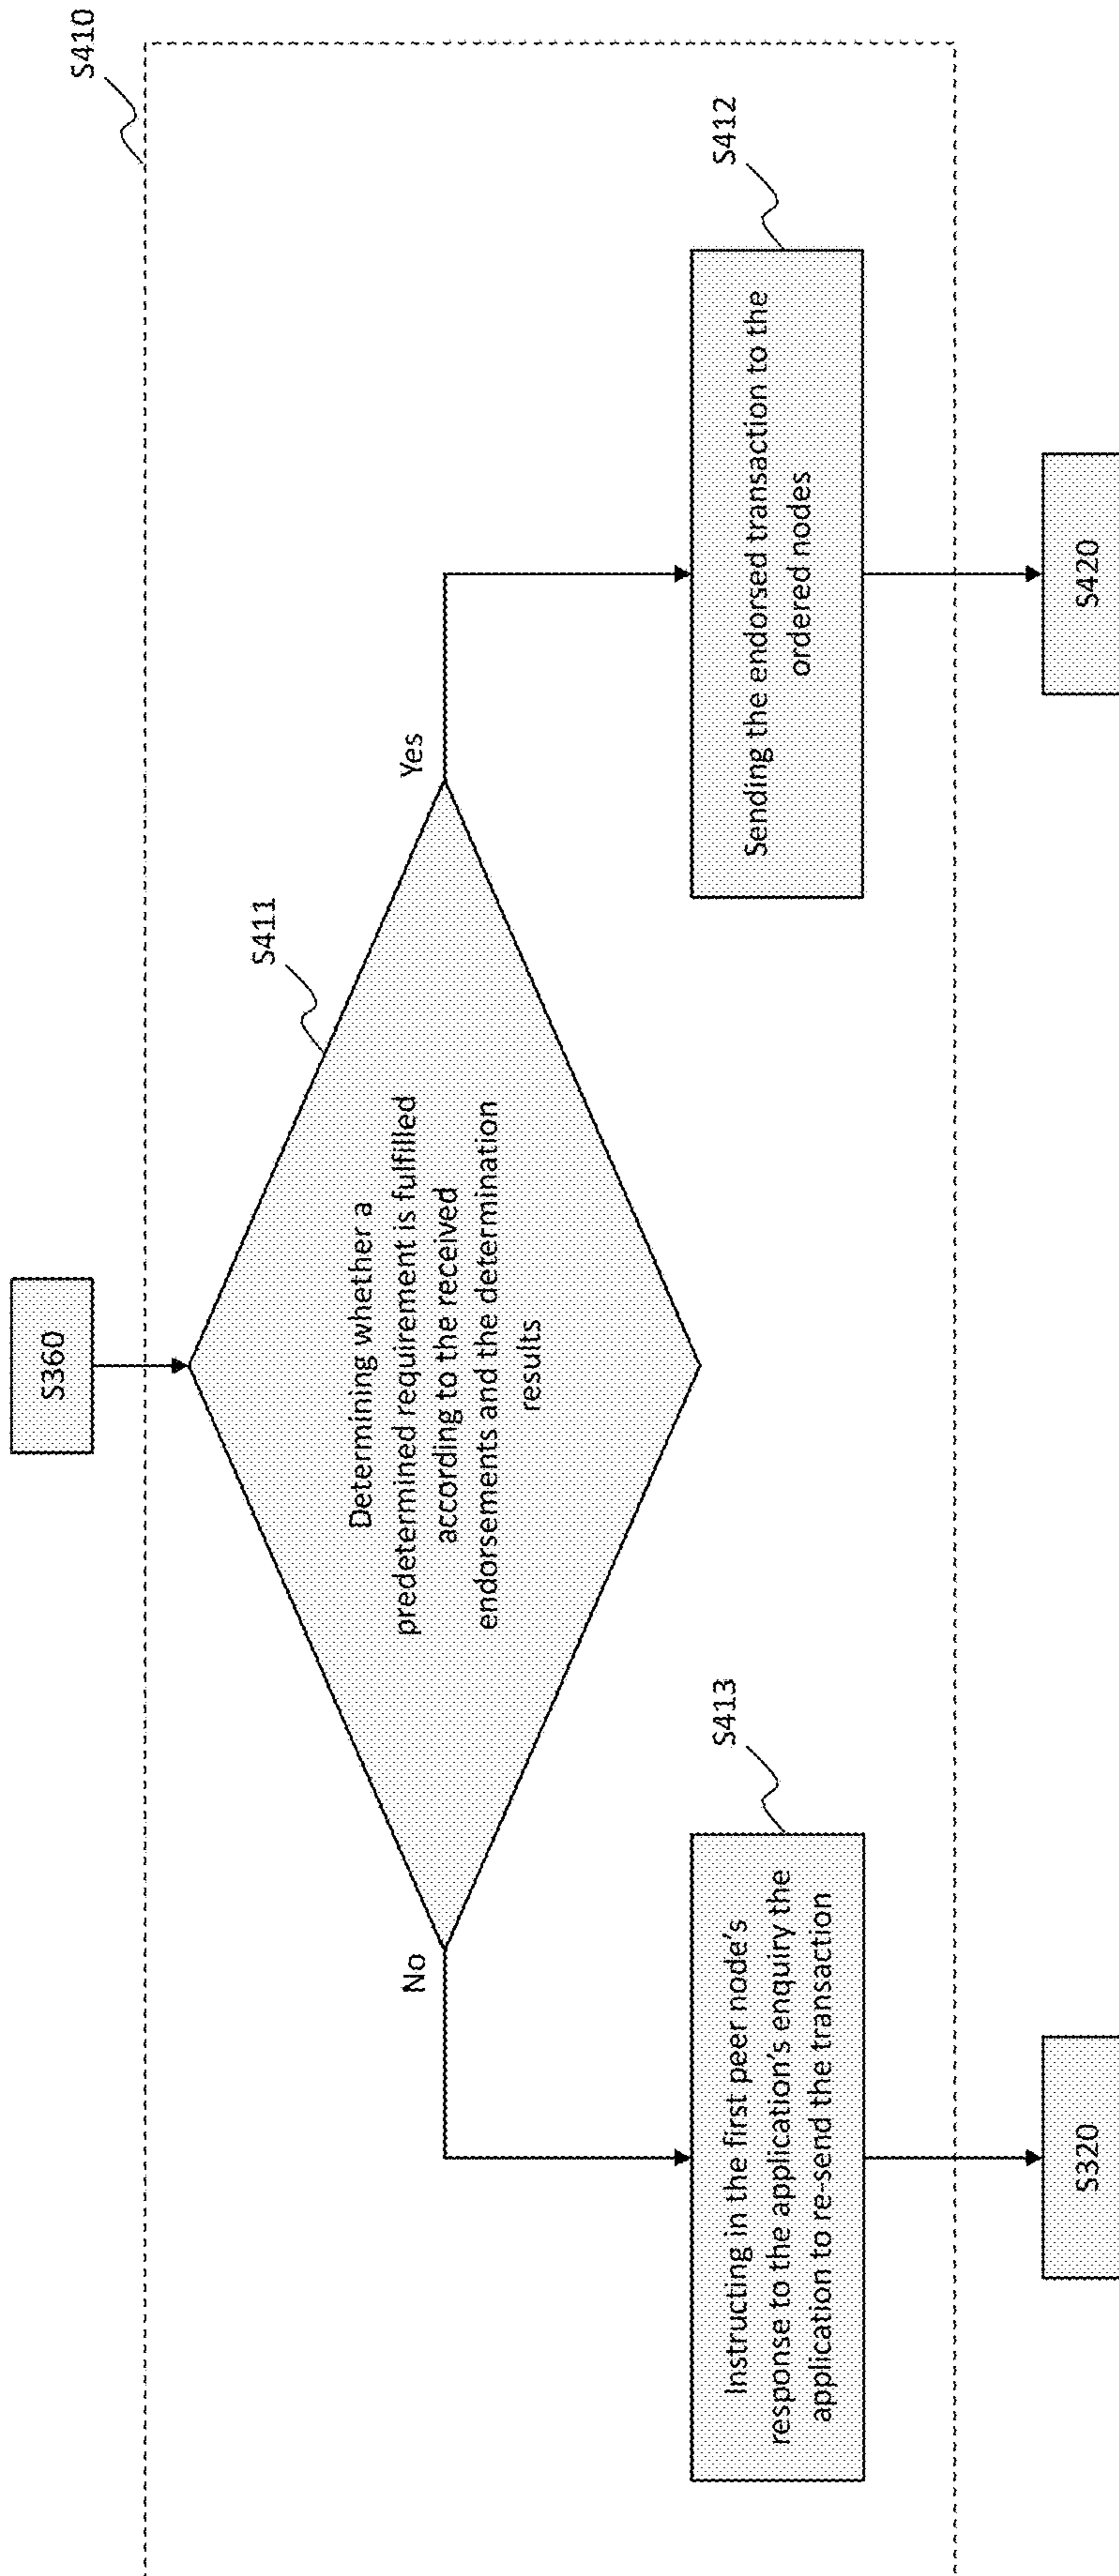 S360
S410
S411
Determining whether a
predetermined requirement is fulfilled
according to the received
endorsements and the determination
results
No
Yes
S413
Instructing in the first peer node's
response to the application's enquiry the
application to re-send the transaction
S412
Sending the endorsed transaction to the
ordered nodes
S320
S420